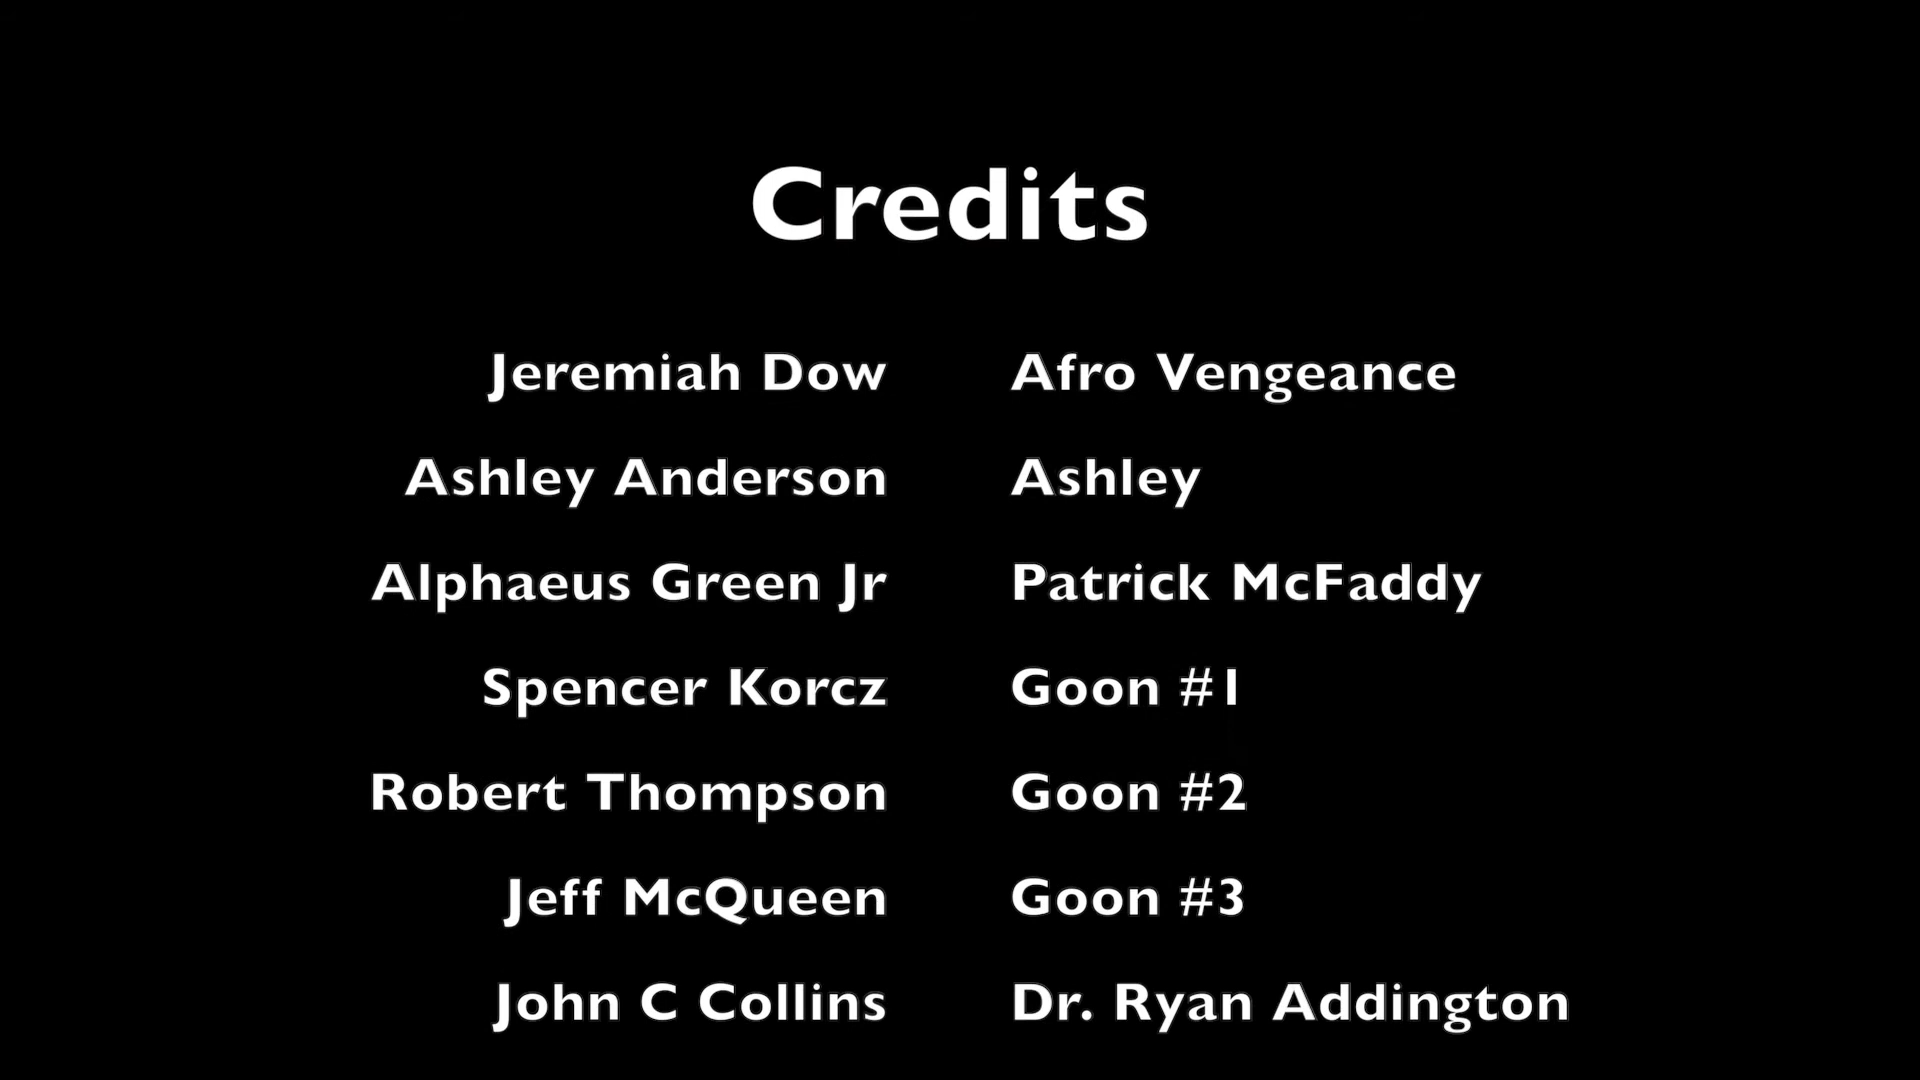 Credits
Jeremiah Dow Afro Vengeance
Ashley Anderson Ashley
Alphaeus Green Jr Patrick McFaddy
Spencer Korcz Goon #1
Robert Thompson Goon #2
Jeff McQueen Goon #3
John C Collins Dr. Ryan Addington